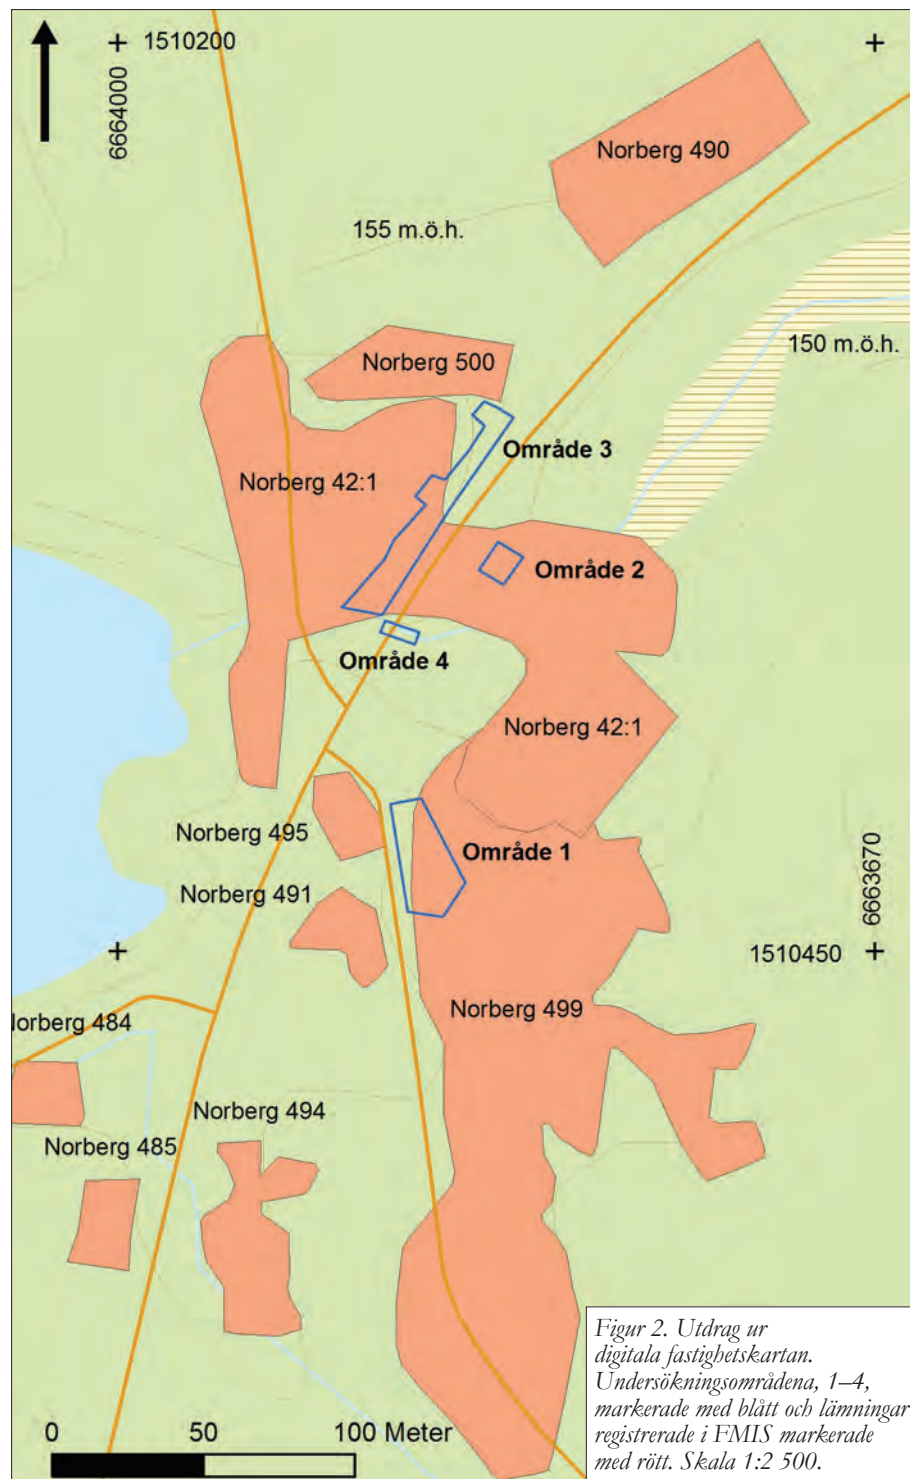 1510200
6664000
Norberg 490
155 m.ö.h.
150 m.ö.h.
Norberg 500
Område 3
Norberg 42:1
Område 2
Område 4
Norberg 42:1
Norberg 495
Område 1
6663670
Norberg 491
1510450
Norberg 499
Norberg 484
Norberg 494
Norberg 485
0 50 100 Meter
Figur 2. Utdrag ur
digitala fastighetskartan.
Undersökningsområdena, 1–4,
markerade med blått och lämningar
registrerade i FMIS markerade
med rött. Skala 1:2 500.